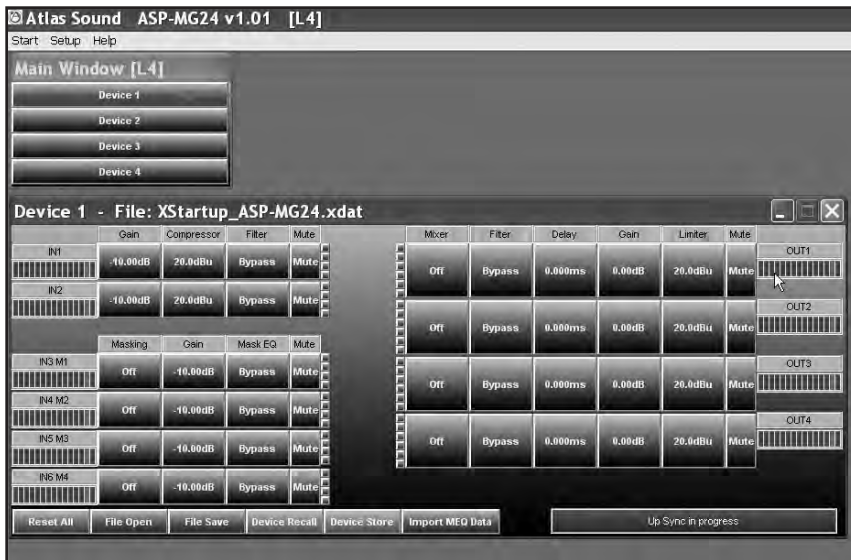 Atlas Sound ASP-MG24 v1.01 [L4]
Start Setup Help
Main Window [L4]
Device 1
Device 2
Device 3
Device 4
Device 1 - File: XStartup_ASP-MG24.xdat
Gain Compressor Filter Mute Mixer Filter Delay Gain Limiter Mute
IN1 -10.00dB 20.0dBu Bypass Mute Off Bypass 0.000ms 0.00dB 20.0dBu Mute OUT1
IN2 -10.00dB 20.0dBu Bypass Mute Off Bypass 0.000ms 0.00dB 20.0dBu Mute OUT2
Masking Gain Mask EQ Mute
IN3 M1 Off -10.00dB Bypass Mute Off Bypass 0.000ms 0.00dB 20.0dBu Mute OUT3
IN4 M2 Off -10.00dB Bypass Mute
IN5 M3 Off -10.00dB Bypass Mute Off Bypass 0.000ms 0.00dB 20.0dBu Mute OUT4
IN6 M4 Off -10.00dB Bypass Mute
Reset All File Open File Save Device Recall Device Store Import MEQ Data Up Sync in progress